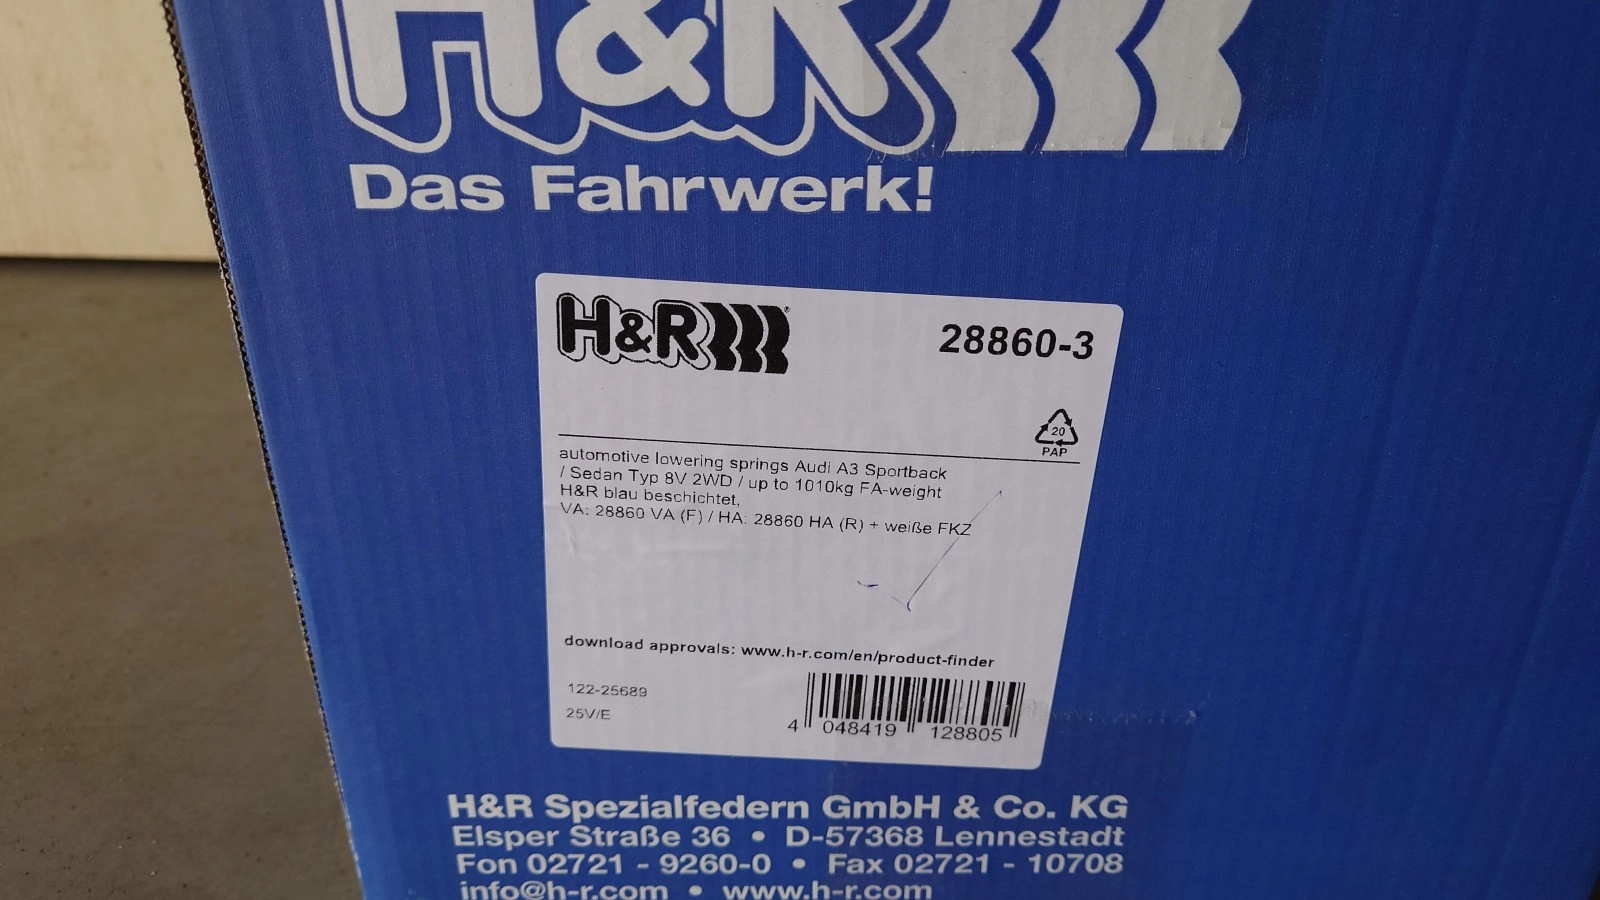 H&R
Das Fahrwerk!
H&R®
28860-3
20
PAP
automotive lowering springs Audi A3 Sportback
/ Sedan Typ 8V 2WD / up to 1010kg FA-weight
H&R blau beschichtet,
VA: 28860 VA (F) / HA: 28860 HA (R) + weiße FKZ
download approvals: www.h-r.com/en/product-finder
122-25689
25V/E
4 048419 128805
H&R Spezialfedern GmbH & Co. KG
Elsper Straße 36 • D-57368 Lennestadt
Fon 02721 - 9260-0 • Fax 02721 - 10708
info@h-r.com • www.h-r.com